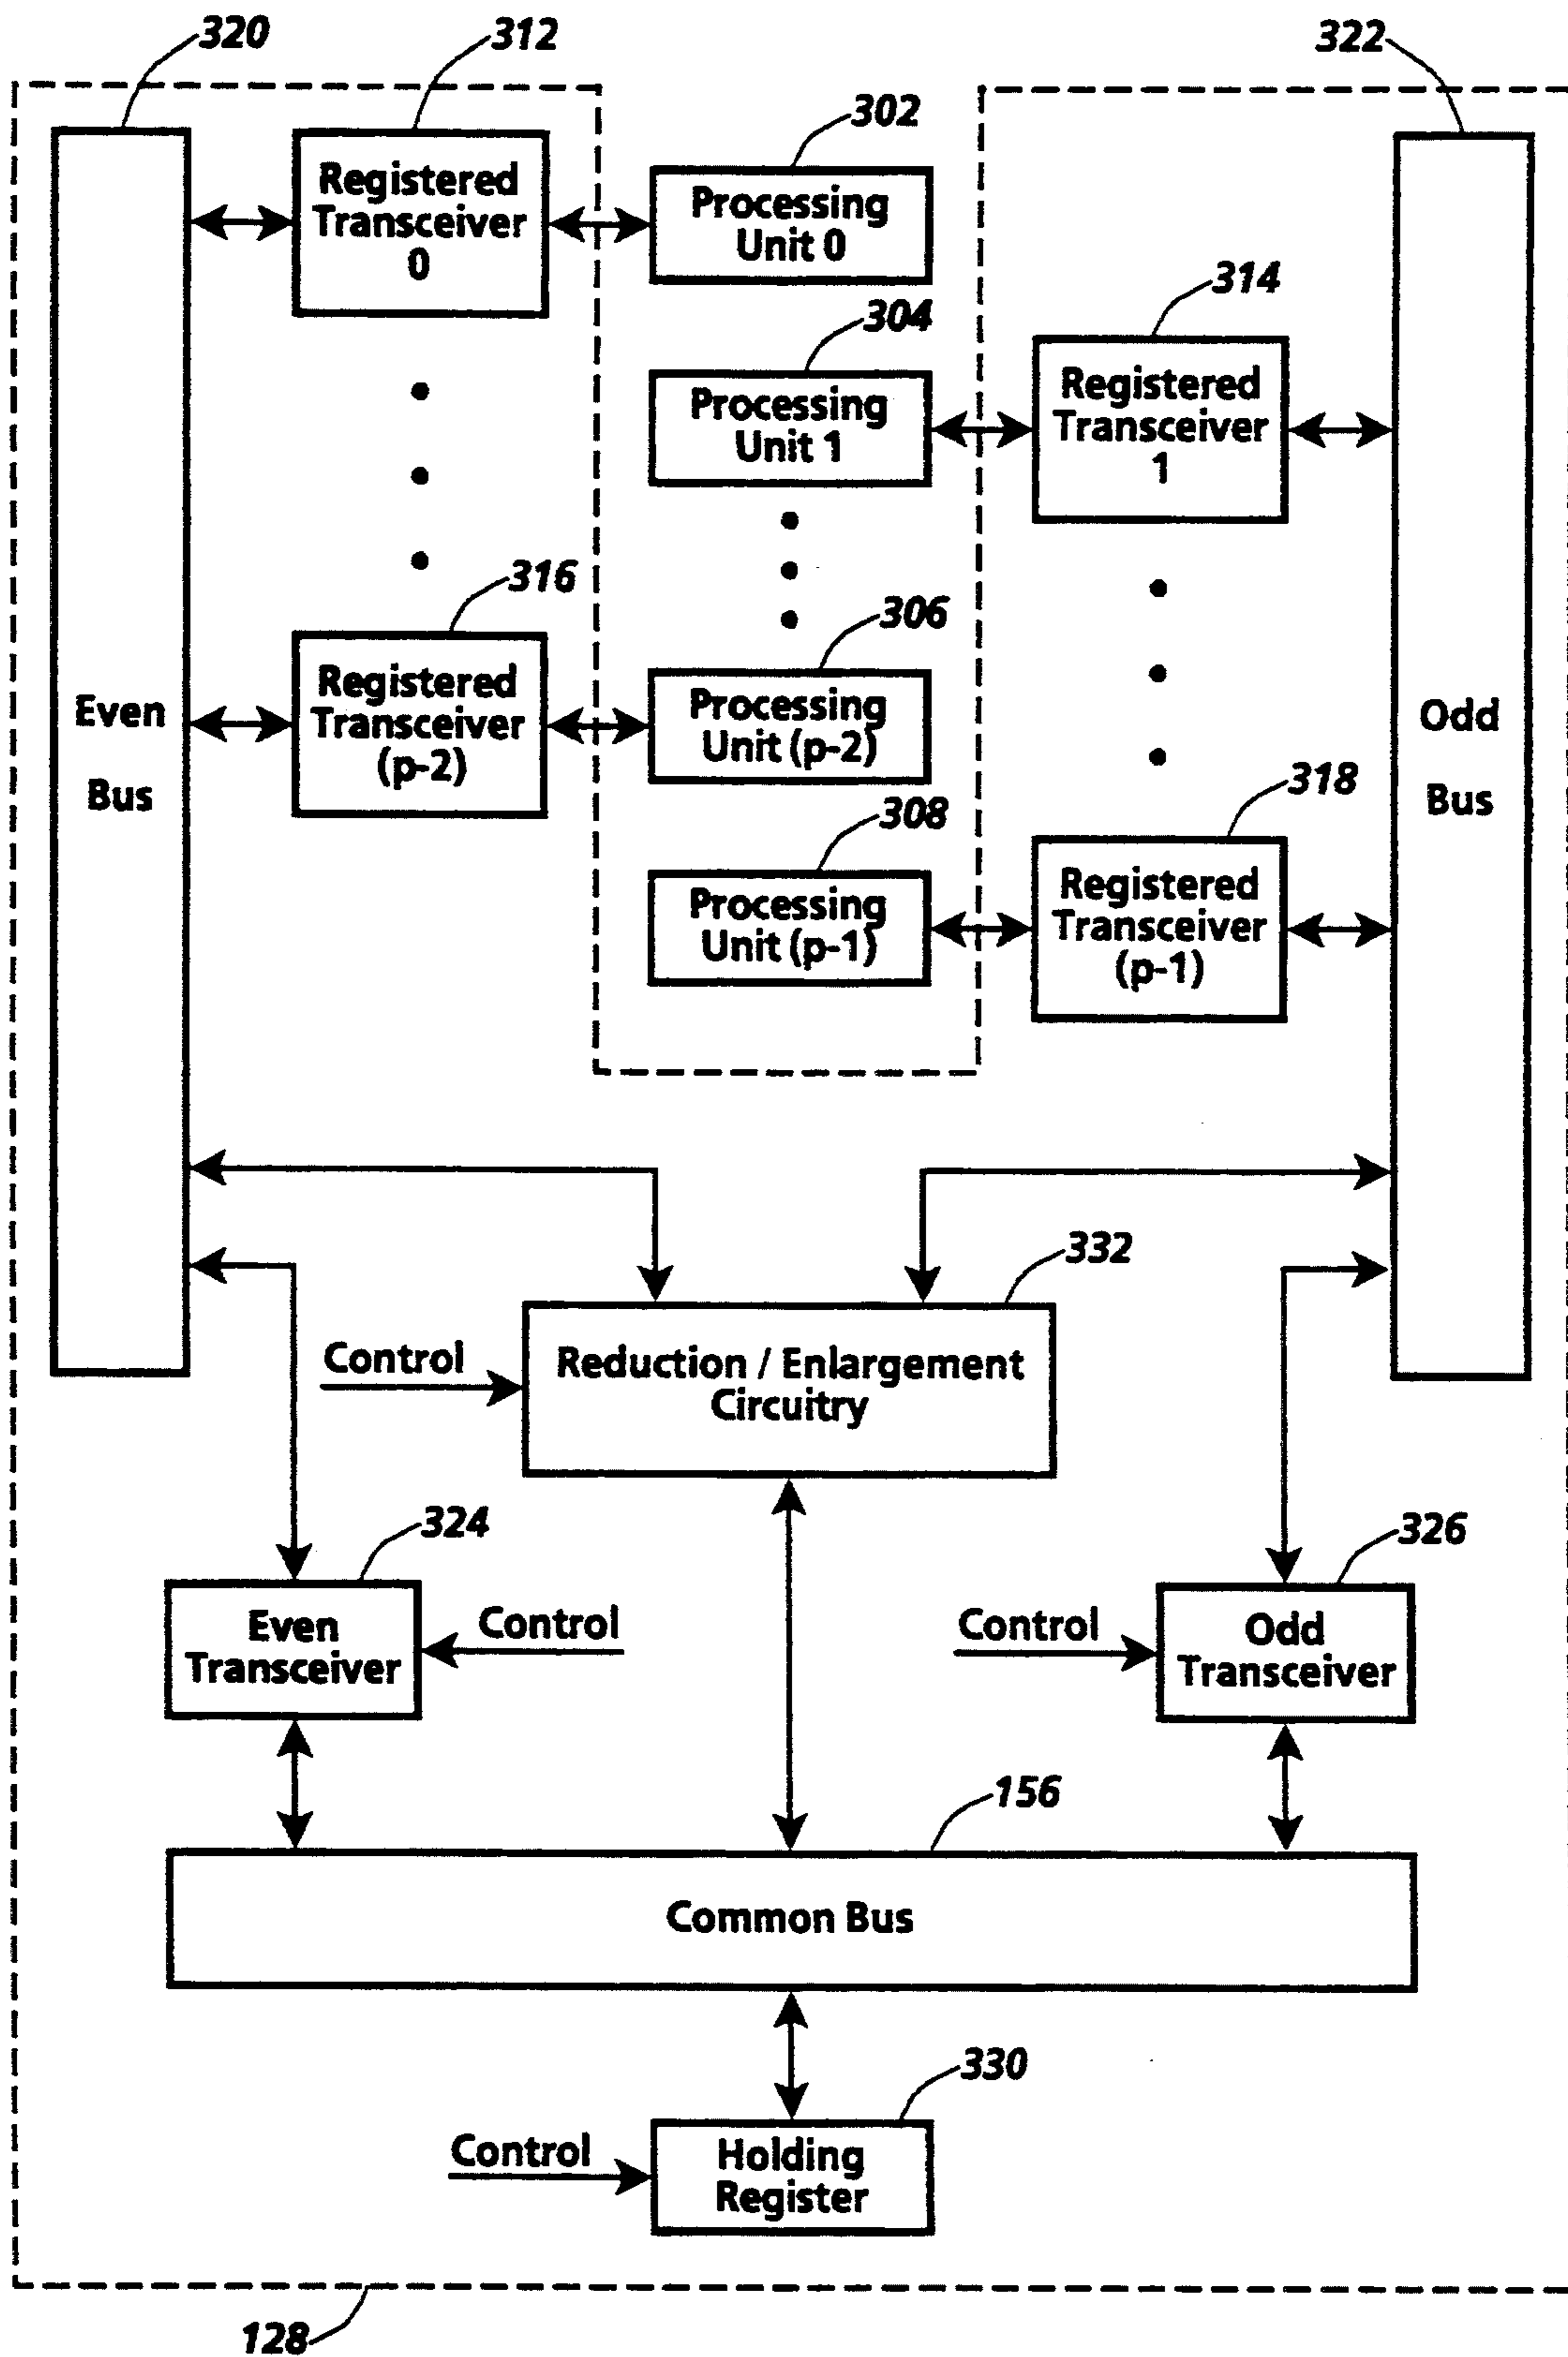 320
312
322
302
Registered
Transceiver
0
Processing
Unit 0
314
304
Registered
Transceiver
1
Processing
Unit 1
316
306
Registered
Transceiver
(p-2)
Processing
Unit (p-2)
Even
Bus
Odd
Bus
318
308
Registered
Transceiver
(p-1)
Processing
Unit (p-1)
332
Control
Reduction / Enlargement
Circuitry
324
326
Even
Transceiver
Control
Control
Odd
Transceiver
156
Common Bus
330
Control
Holding
Register
128